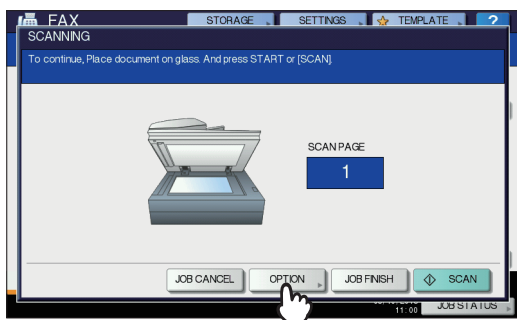 FAX
STORAGE SETTINGS TEMPLATE ?
SCANNING
To continue, Place document on glass. And press START or [SCAN].
SCAN PAGE
1
JOB CANCEL OPTION JOB FINISH SCAN
11:00 JOB STATUS